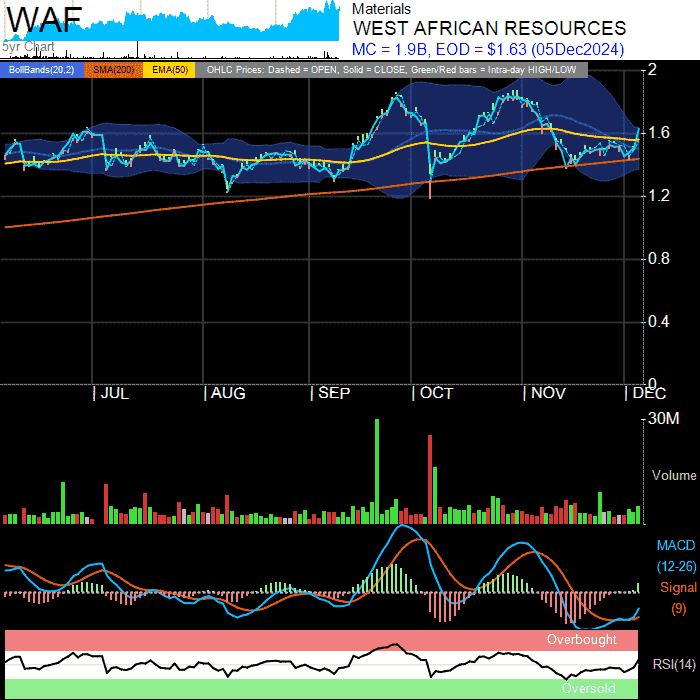 WAF
5yr Chart
Materials
WEST AFRICAN RESOURCES
MC = 1.9B, EOD = $1.63 (05Dec2024)
BollBands(20,2) SMA(200) EMA(50) OHLC Prices: Dashed = OPEN, Solid = CLOSE, Green/Red bars = Intra-day HIGH/LOW
2
1.6
1.2
0.8
0.4
0
JUL AUG SEP OCT NOV DEC
30M
Volume
MACD
(12-26)
Signal
(9)
Overbought
RSI(14)
Oversold